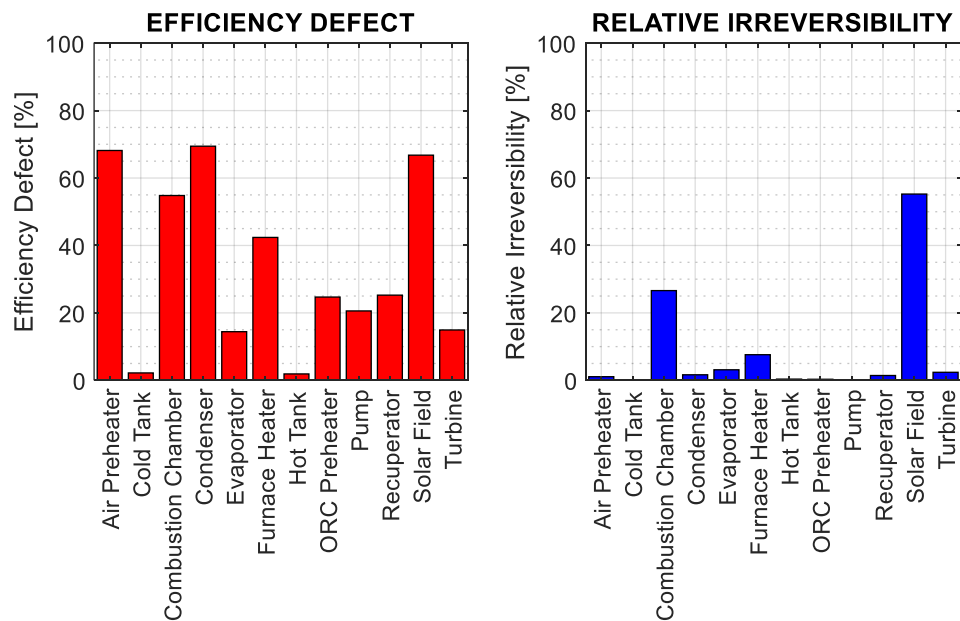 EFFICIENCY DEFECT
Efficiency Defect [%]
100
80
60
40
20
0
Air Preheater
Cold Tank
Combustion Chamber
Condenser
Evaporator
Furnace Heater
Hot Tank
ORC Preheater
Pump
Recuperator
Solar Field
Turbine
RELATIVE IRREVERSIBILITY
Relative Irreversibility [%]
100
80
60
40
20
0
Air Preheater
Cold Tank
Combustion Chamber
Condenser
Evaporator
Furnace Heater
Hot Tank
ORC Preheater
Pump
Recuperator
Solar Field
Turbine